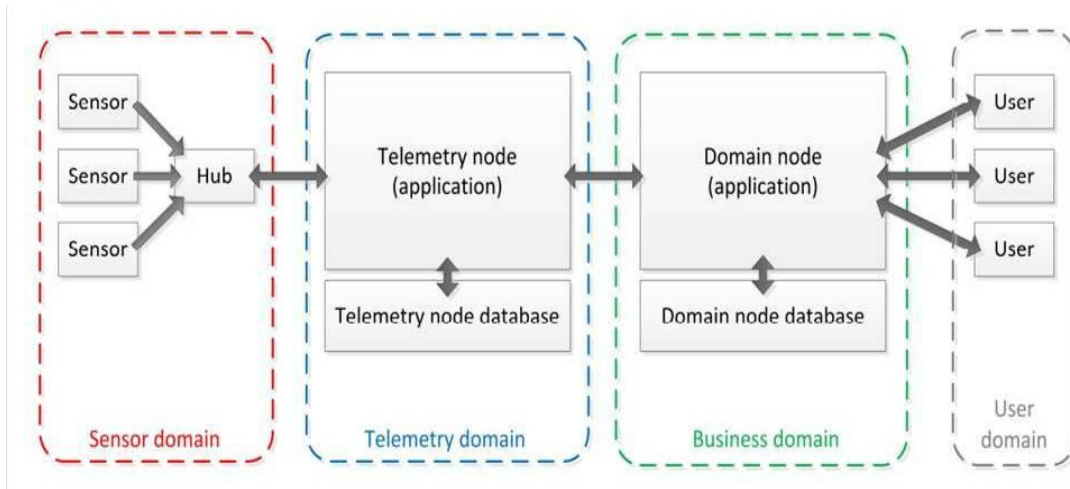 Sensor
Sensor
Sensor
Hub
Telemetry node
(application)
Telemetry node database
Domain node
(application)
Domain node database
User
User
User
Sensor domain
Telemetry domain
Business domain
User
domain